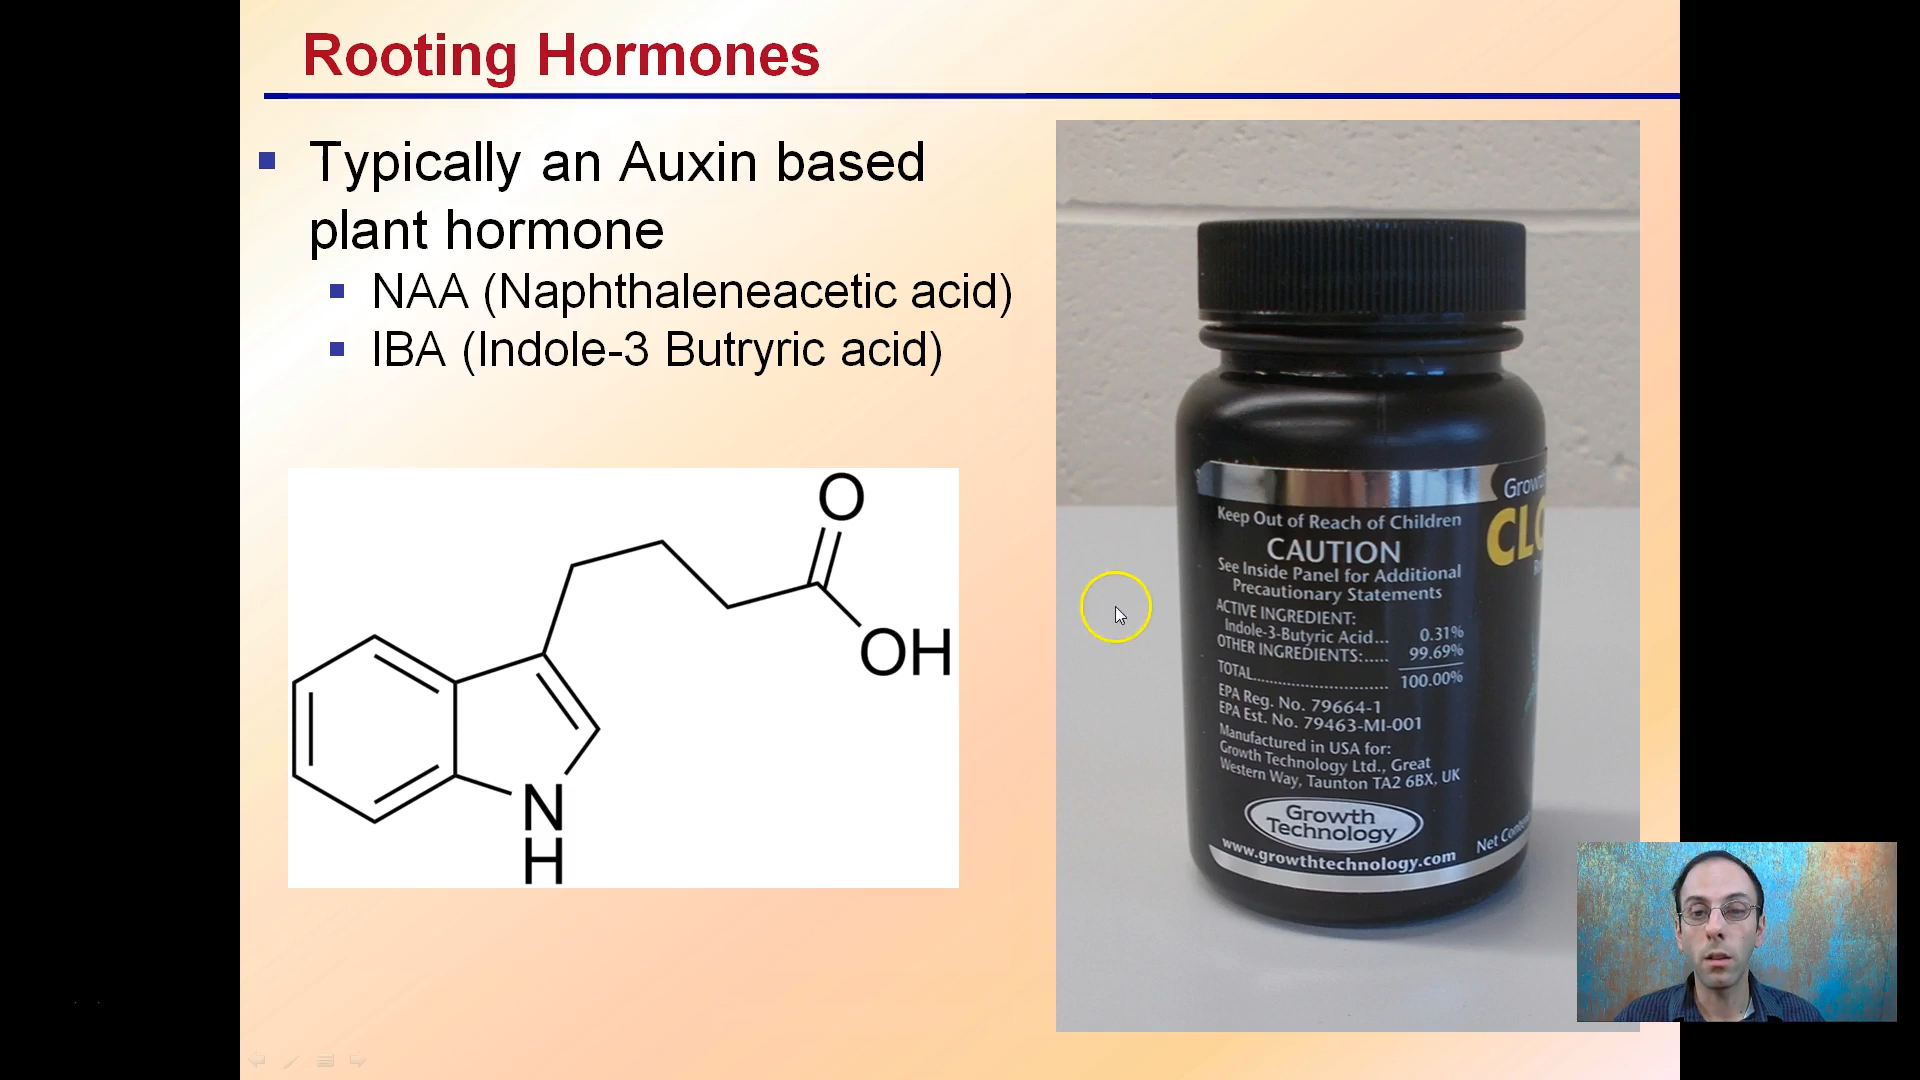 Rooting Hormones
Typically an Auxin based
plant hormone
NAA (Naphthaleneacetic acid)
IBA (Indole-3 Butryric acid)
O
OH
N
H
Growt
CLO
Keep Out of Reach of Children
CAUTION
See Inside Panel for Additional
Precautionary Statements
ACTIVE INGREDIENT:
Indole-3-Butyric Acid... 0.31%
OTHER INGREDIENTS:..... 99.69%
TOTAL.............................. 100.00%
EPA Reg. No. 79664-1
EPA Est. No. 79463-MI-001
Manufactured in USA for:
Growth Technology Ltd., Great
Western Way, Taunton TA2 6BX, UK
Growth
Technology
www.growthtechnology.com
Net